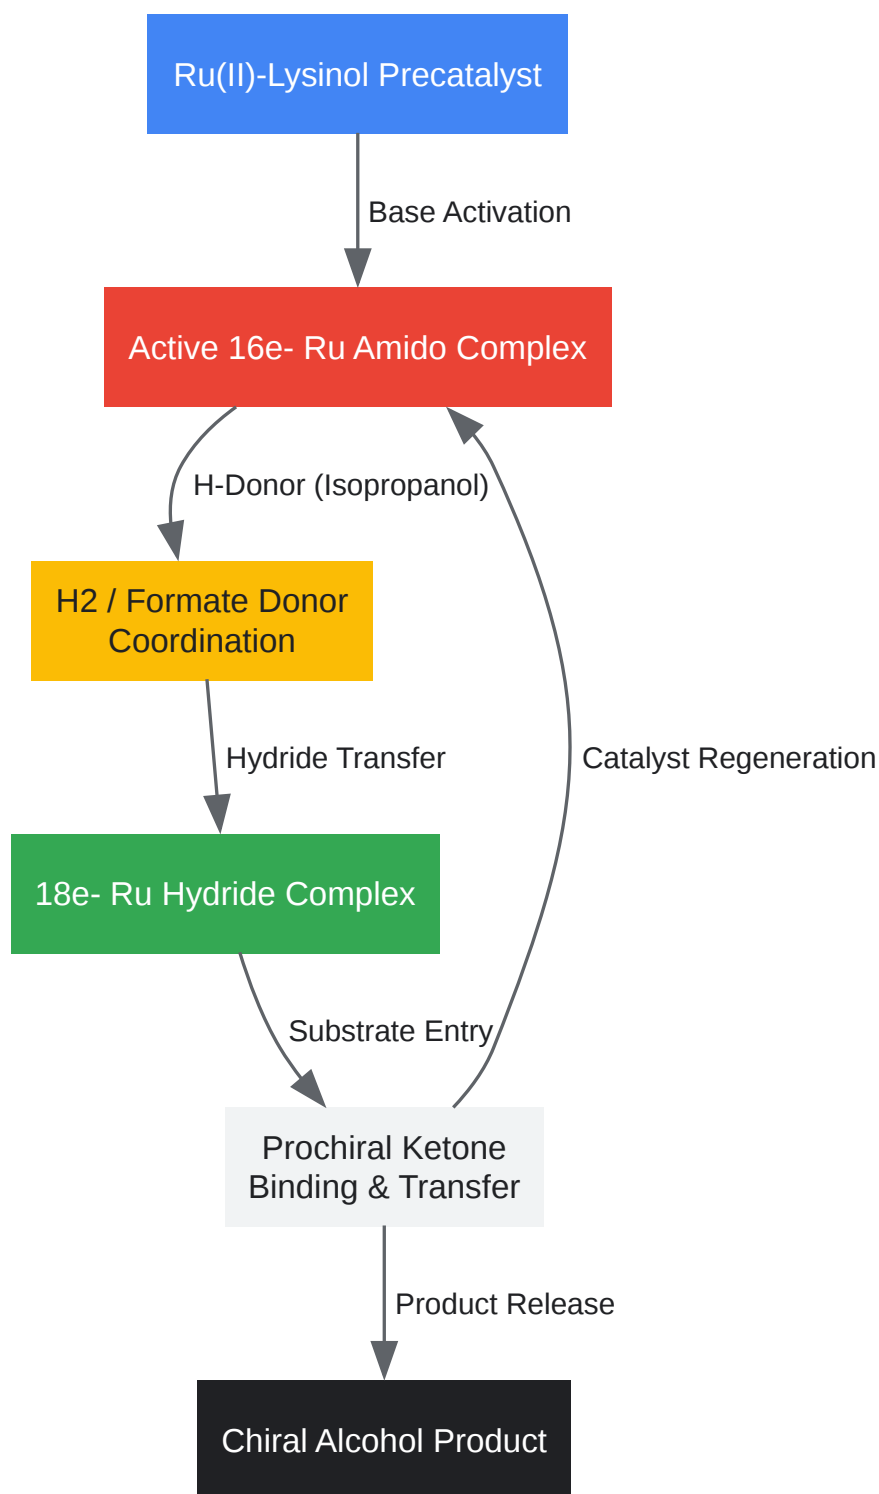 Ru(II)-Lysinol Precatalyst
Base Activation
Active 16e- Ru Amido Complex
H-Donor (Isopropanol)
H2 / Formate Donor
Coordination
Hydride Transfer
Catalyst Regeneration
18e- Ru Hydride Complex
Substrate Entry
Prochiral Ketone
Binding & Transfer
Product Release
Chiral Alcohol Product